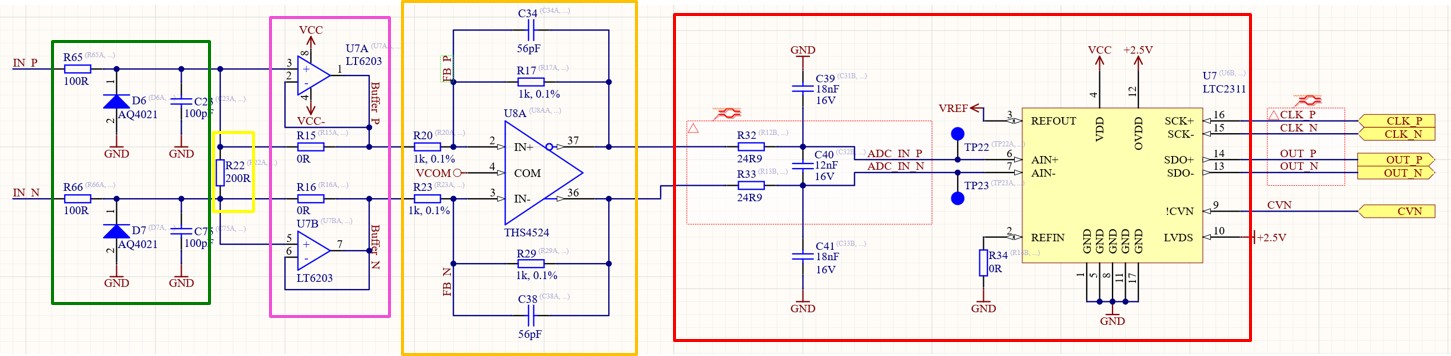 IN_P
R65 (R65A, ...)
100R
D6 (D6A, ...)
AQ4021
1
2
GND
C23 (C23A, ...)
100pF
GND
IN_N
R66 (R66A, ...)
100R
D7 (D7A, ...)
AQ4021
1
2
GND
C75 (C75A, ...)
100pF
GND
R22 (R22A, ...)
200R
VCC
8
U7A (U7AA, ...)
LT6203
3
2
1
4
VCC-
Buffer_P
R15 (R15A, ...)
0R
R16 (R16A, ...)
0R
U7B (U7BA, ...)
5
6
7
LT6203
Buffer_N
C34 (C34A, ...)
56pF
FB_P
R17 (R17A, ...)
1k, 0.1%
U8A (U8AA, ...)
R20 (R20A, ...)
1k, 0.1%
VCOM
R23 (R23A, ...)
1k, 0.1%
2
IN+
37
4
COM
3
IN-
36
THS4524
R29 (R29A, ...)
1k, 0.1%
FB_N
C38 (C38A, ...)
56pF
GND
C39 (C31B, ...)
18nF
16V
R32 (R12B, ...)
24R9
C40 (C32B, ...)
12nF
16V
R33 (R13B, ...)
24R9
ADC_IN_P
ADC_IN_N
C41 (C33B, ...)
18nF
16V
GND
VREF
TP22 (TP22A, ...)
TP23 (TP23A, ...)
R34
0R
GND
VCC
+2.5V
4
12
U7 (U6B, ...)
LTC2311
3
REFOUT
VDD
OVDD
SCK+
16
SCK-
15
6
AIN+
7
AIN-
SDO+
14
SDO-
13
!CVN
9
2
REFIN
LVDS
10
+2.5V
GND
GND
GND
GND
GND
1
5
8
11
17
GND
CLK_P
CLK_N
OUT_P
OUT_N
CVN
CLK_P
CLK_N
OUT_P
OUT_N
CVN